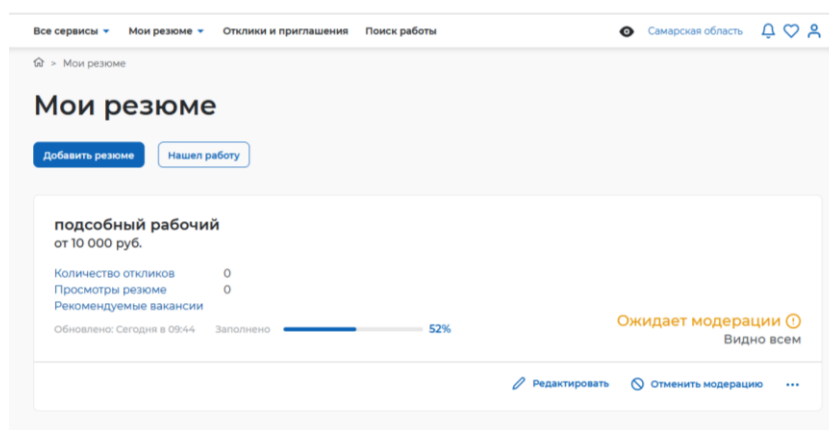 Все сервисы Мои резюме Отклики и приглашения Поиск работы Самарская область
> Мои резюме
Мои резюме
Добавить резюме Нашел работу
подсобный рабочий
от 10 000 руб.
Количество откликов 0
Просмотры резюме 0
Рекомендуемые вакансии
Обновлено: Сегодня в 09:44 Заполнено 52%
Ожидает модерации
Видно всем
Редактировать Отменить модерацию ...